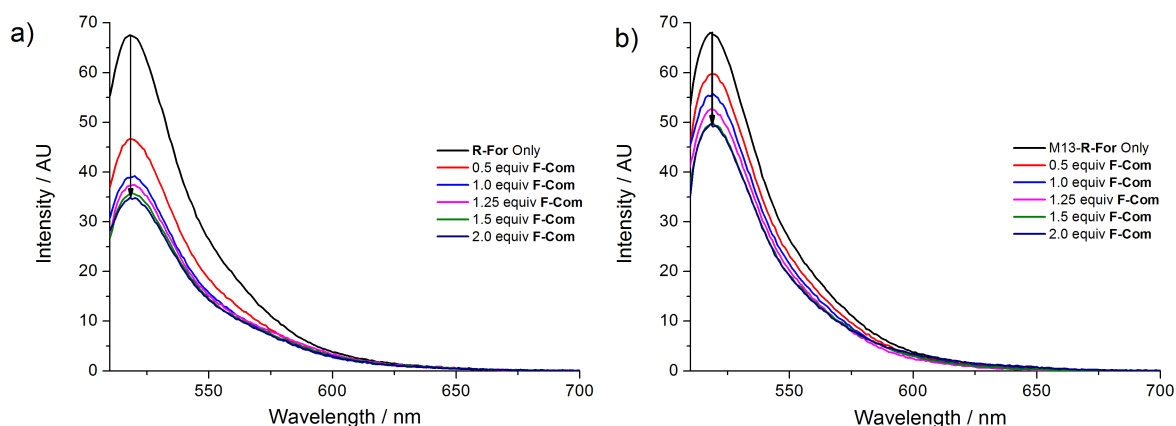 a)
70
60
50
40
30
20
10
0
Intensity / AU
550
600
650
700
Wavelength / nm
R-For Only
0.5 equiv F-Com
1.0 equiv F-Com
1.25 equiv F-Com
1.5 equiv F-Com
2.0 equiv F-Com
b)
70
60
50
40
30
20
10
0
Intensity / AU
550
600
650
700
Wavelength / nm
M13-R-For Only
0.5 equiv F-Com
1.0 equiv F-Com
1.25 equiv F-Com
1.5 equiv F-Com
2.0 equiv F-Com